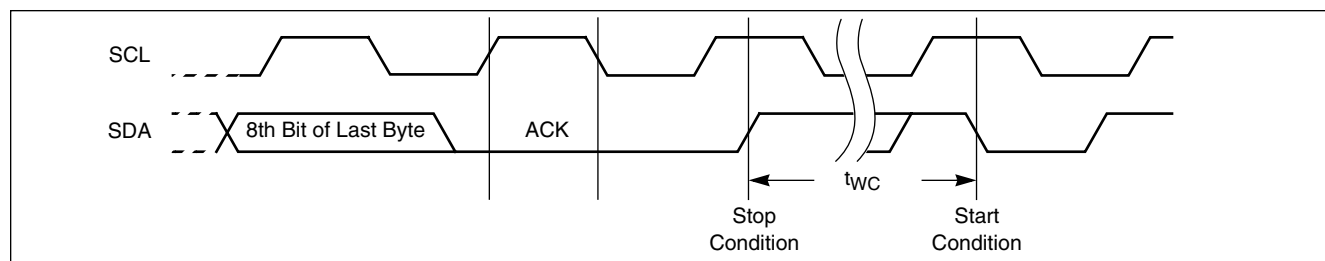 SCL
SDA
8th Bit of Last Byte
ACK
tWC
Stop
Condition
Start
Condition